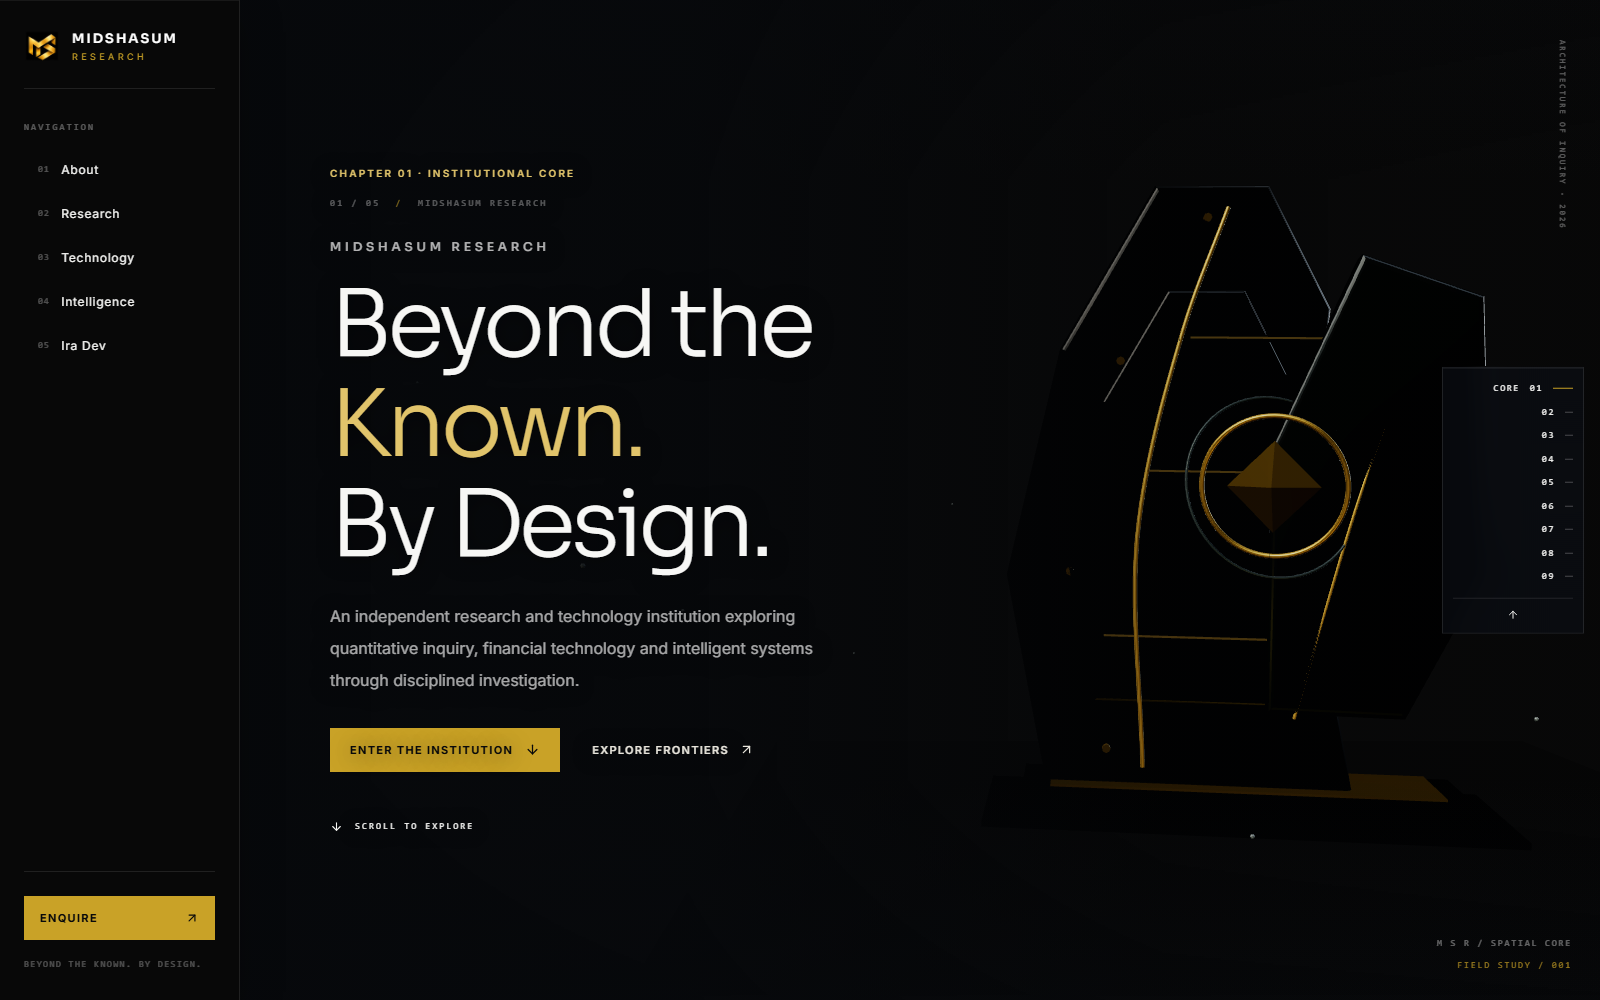 MIDSHASUM
RESEARCH
NAVIGATION
01 About
02 Research
03 Technology
04 Intelligence
05 Ira Dev
ENQUIRE
BEYOND THE KNOWN. BY DESIGN.
CHAPTER 01 · INSTITUTIONAL CORE
01 / 05 / MIDSHASUM RESEARCH
MIDSHASUM RESEARCH
Beyond the
Known.
By Design.
An independent research and technology institution exploring
quantitative inquiry, financial technology and intelligent systems
through disciplined investigation.
ENTER THE INSTITUTION ↓
EXPLORE FRONTIERS ↗
↓ SCROLL TO EXPLORE
ARCHITECTURE OF INQUIRY · 2026
CORE 01
02
03
04
05
06
07
08
09
↑
M S R / SPATIAL CORE
FIELD STUDY / 001